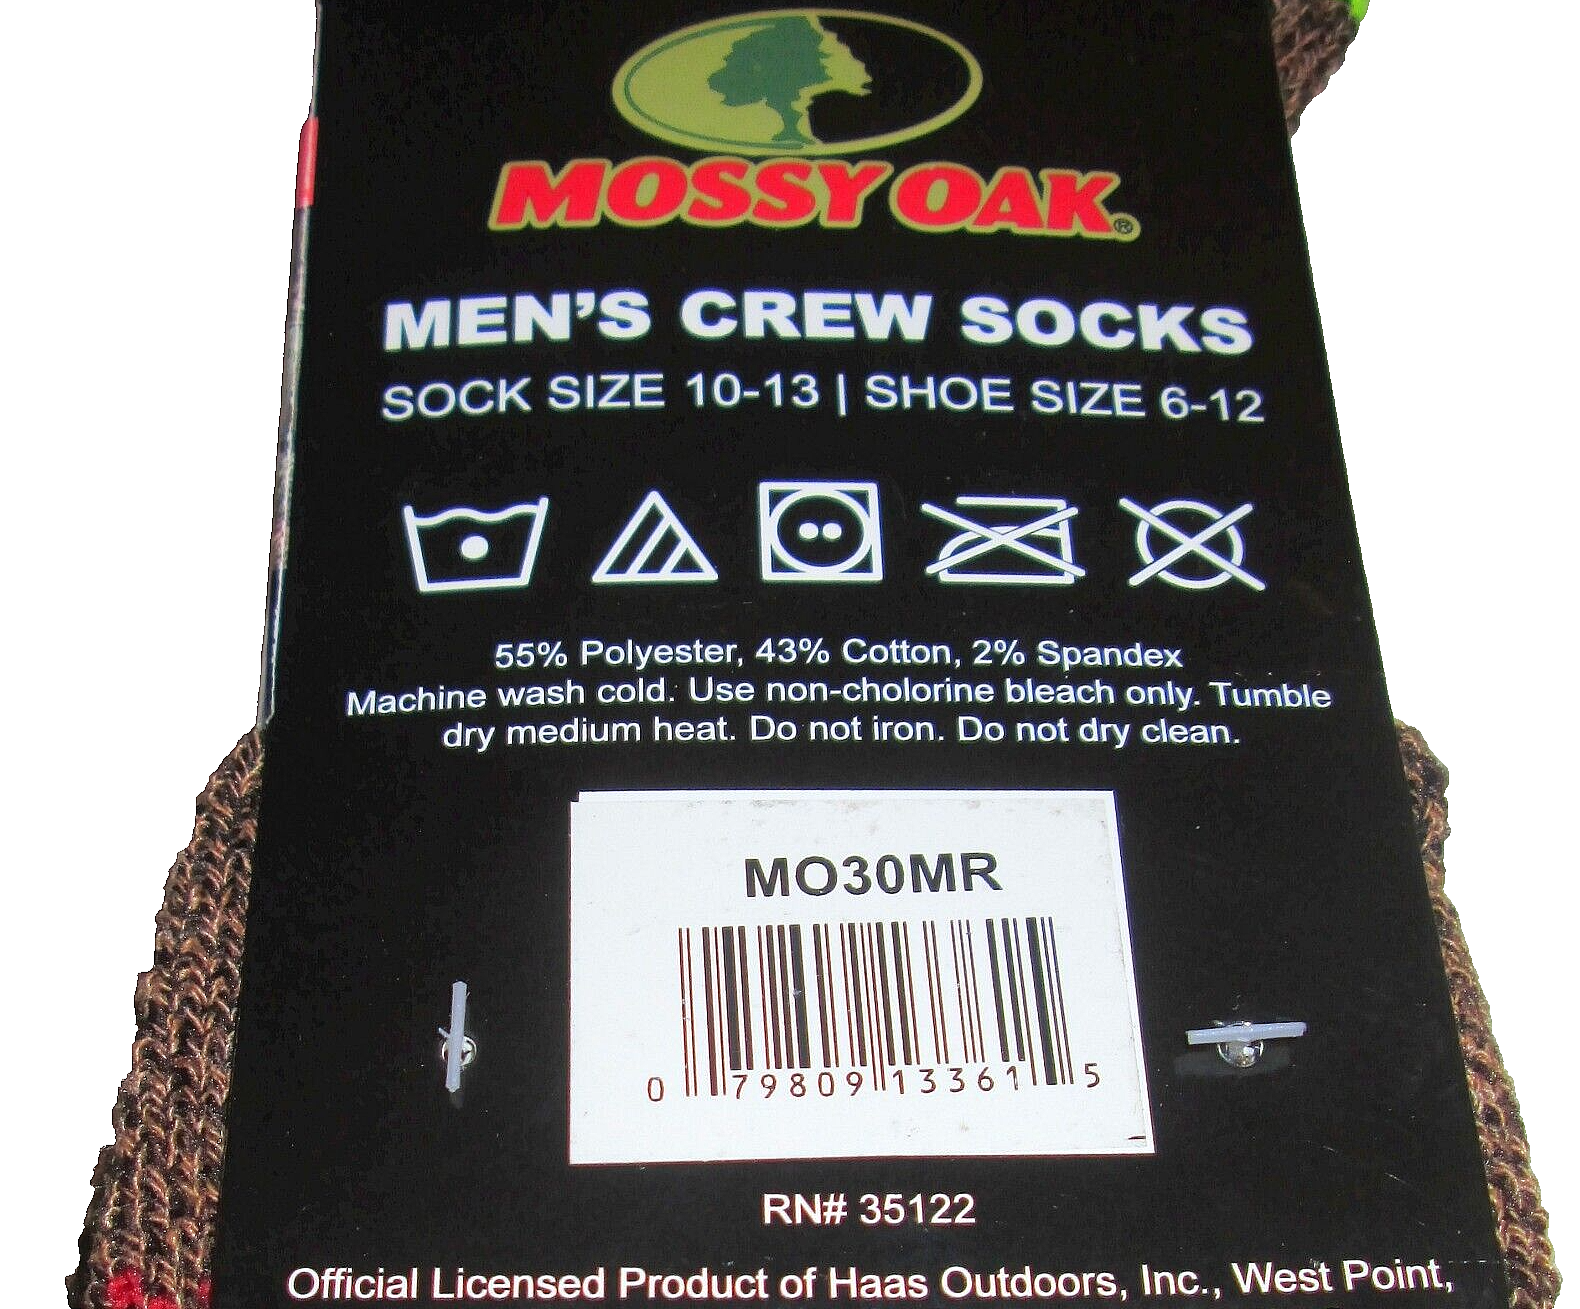 MOSSY OAK®
MEN'S CREW SOCKS
SOCK SIZE 10-13 | SHOE SIZE 6-12
55% Polyester, 43% Cotton, 2% Spandex
Machine wash cold. Use non-cholorine bleach only. Tumble
dry medium heat. Do not iron. Do not dry clean.
MO30MR
0 79809 13361 5
RN# 35122
Official Licensed Product of Haas Outdoors, Inc., West Point,